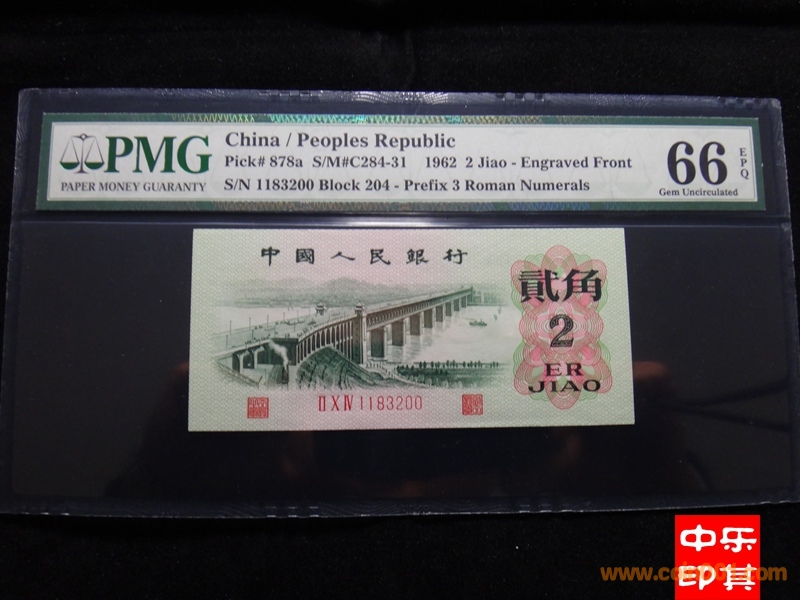 PMG
PAPER MONEY GUARANTY
China / Peoples Republic
Pick# 878a S/M#C284-31 1962 2 Jiao - Engraved Front
S/N 1183200 Block 204 - Prefix 3 Roman Numerals
66 EPQ
Gem Uncirculated
中國人民銀行
貳角
2
ER
JIAO
ⅡⅩⅣ 1183200
中乐
印其